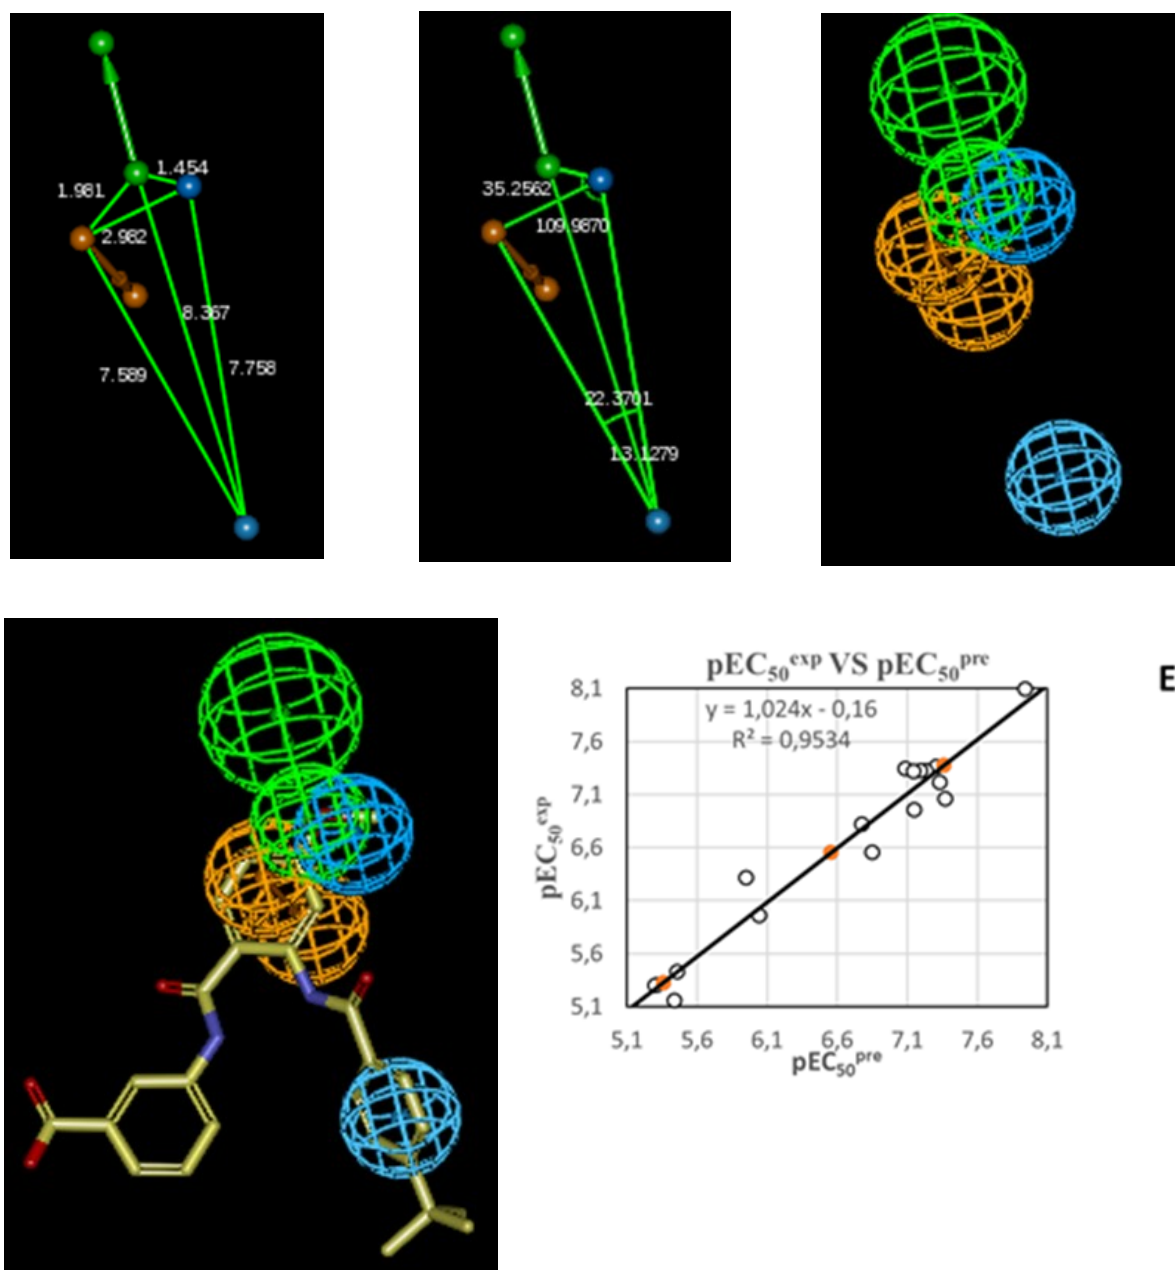 1.454
1.981
2.982
8.367
7.589
7.758
35.2562
109.9870
22.3701
13.1279
E
pEC₅₀ᵉˣᵖ VS pEC₅₀ᵖʳᵉ
y = 1,024x - 0,16
R² = 0,9534
8,1
7,6
7,1
6,6
6,1
5,6
5,1
pEC₅₀ᵉˣᵖ
5,1 5,6 6,1 6,6 7,1 7,6 8,1
pEC₅₀ᵖʳᵉ